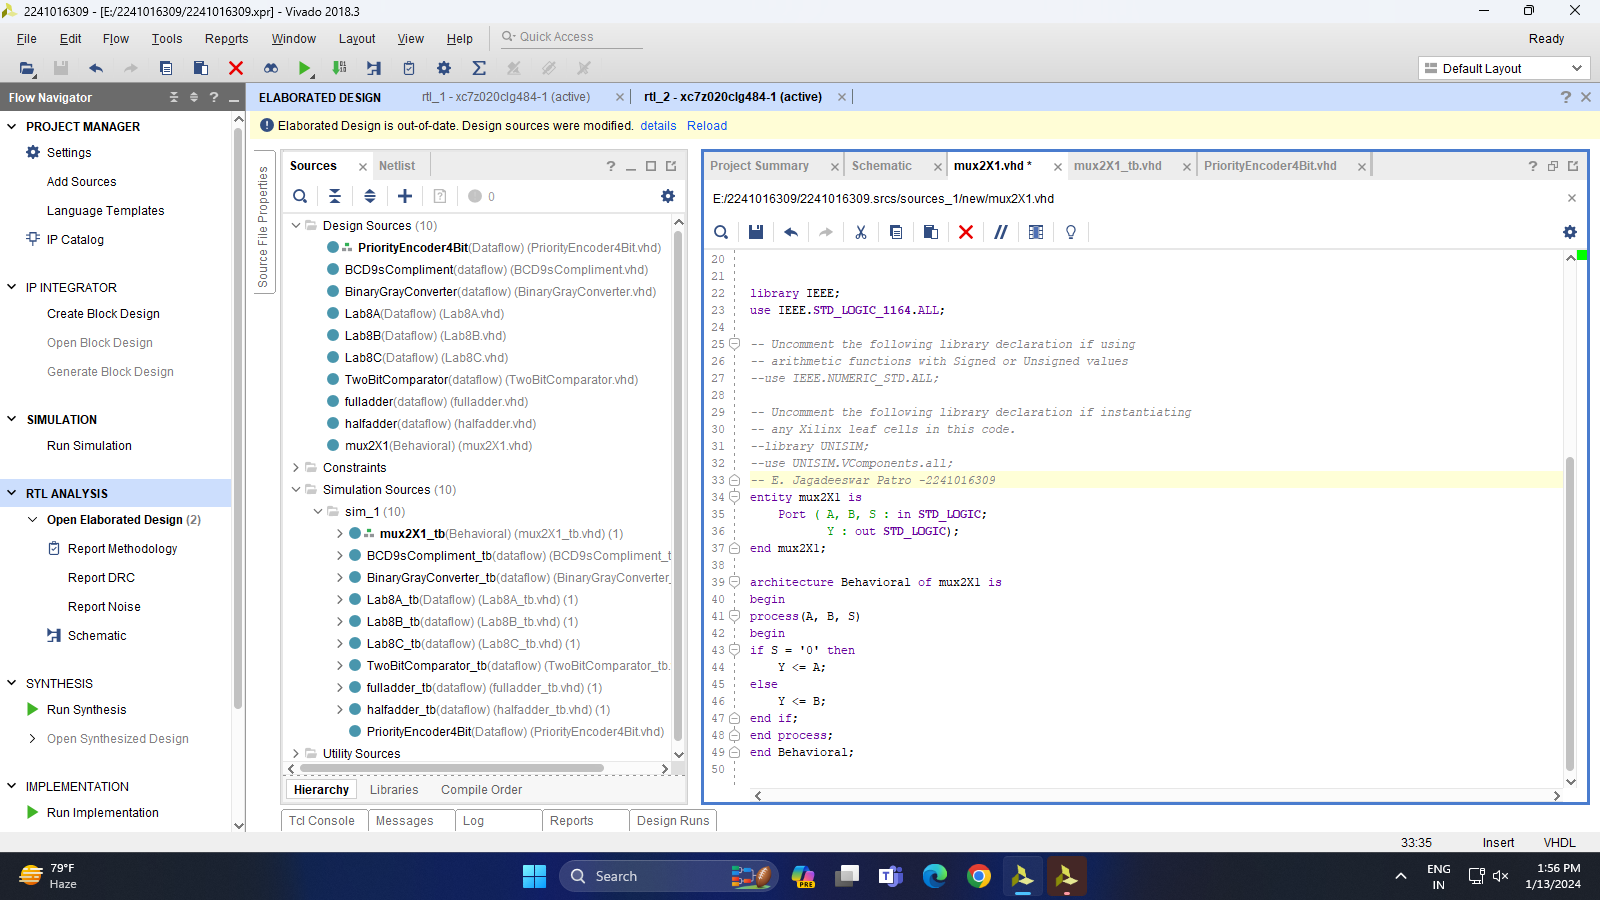 2241016309 - [E:/2241016309/2241016309.xpr] - Vivado 2018.3
File Edit Flow Tools Reports Window Layout View Help Quick Access Ready
Default Layout
Flow Navigator
ELABORATED DESIGN rtl_1 - xc7z020clg484-1 (active) rtl_2 - xc7z020clg484-1 (active)
Elaborated Design is out-of-date. Design sources were modified. details Reload
PROJECT MANAGER
Settings
Add Sources
Language Templates
IP Catalog
IP INTEGRATOR
Create Block Design
Open Block Design
Generate Block Design
SIMULATION
Run Simulation
RTL ANALYSIS
Open Elaborated Design (2)
Report Methodology
Report DRC
Report Noise
Schematic
SYNTHESIS
Run Synthesis
Open Synthesized Design
IMPLEMENTATION
Run Implementation
Source File Properties
Sources Netlist
0
Design Sources (10)
PriorityEncoder4Bit(Dataflow) (PriorityEncoder4Bit.vhd)
BCD9sCompliment(dataflow) (BCD9sCompliment.vhd)
BinaryGrayConverter(dataflow) (BinaryGrayConverter.vhd)
Lab8A(Dataflow) (Lab8A.vhd)
Lab8B(Dataflow) (Lab8B.vhd)
Lab8C(Dataflow) (Lab8C.vhd)
TwoBitComparator(dataflow) (TwoBitComparator.vhd)
fulladder(dataflow) (fulladder.vhd)
halfadder(dataflow) (halfadder.vhd)
mux2X1(Behavioral) (mux2X1.vhd)
Constraints
Simulation Sources (10)
sim_1 (10)
mux2X1_tb(Behavioral) (mux2X1_tb.vhd) (1)
BCD9sCompliment_tb(dataflow) (BCD9sCompliment_t
BinaryGrayConverter_tb(dataflow) (BinaryGrayConverter_
Lab8A_tb(Dataflow) (Lab8A_tb.vhd) (1)
Lab8B_tb(dataflow) (Lab8B_tb.vhd) (1)
Lab8C_tb(dataflow) (Lab8C_tb.vhd) (1)
TwoBitComparator_tb(dataflow) (TwoBitComparator_tb.
fulladder_tb(dataflow) (fulladder_tb.vhd) (1)
halfadder_tb(dataflow) (halfadder_tb.vhd) (1)
PriorityEncoder4Bit(Dataflow) (PriorityEncoder4Bit.vhd)
Utility Sources
Hierarchy Libraries Compile Order
Project Summary Schematic mux2X1.vhd * mux2X1_tb.vhd PriorityEncoder4Bit.vhd
E:/2241016309/2241016309.srcs/sources_1/new/mux2X1.vhd
20
21
22 library IEEE;
23 use IEEE.STD_LOGIC_1164.ALL;
24
25 -- Uncomment the following library declaration if using
26 -- arithmetic functions with Signed or Unsigned values
27 --use IEEE.NUMERIC_STD.ALL;
28
29 -- Uncomment the following library declaration if instantiating
30 -- any Xilinx leaf cells in this code.
31 --library UNISIM;
32 --use UNISIM.VComponents.all;
33 -- E. Jagadeeswar Patro -2241016309
34 entity mux2X1 is
35 Port ( A, B, S : in STD_LOGIC;
36 Y : out STD_LOGIC);
37 end mux2X1;
38
39 architecture Behavioral of mux2X1 is
40 begin
41 process(A, B, S)
42 begin
43 if S = '0' then
44 Y <= A;
45 else
46 Y <= B;
47 end if;
48 end process;
49 end Behavioral;
50
Tcl Console Messages Log Reports Design Runs
33:35 Insert VHDL
79°F
Haze
Search
PRE
ENG
IN
1:56 PM
1/13/2024